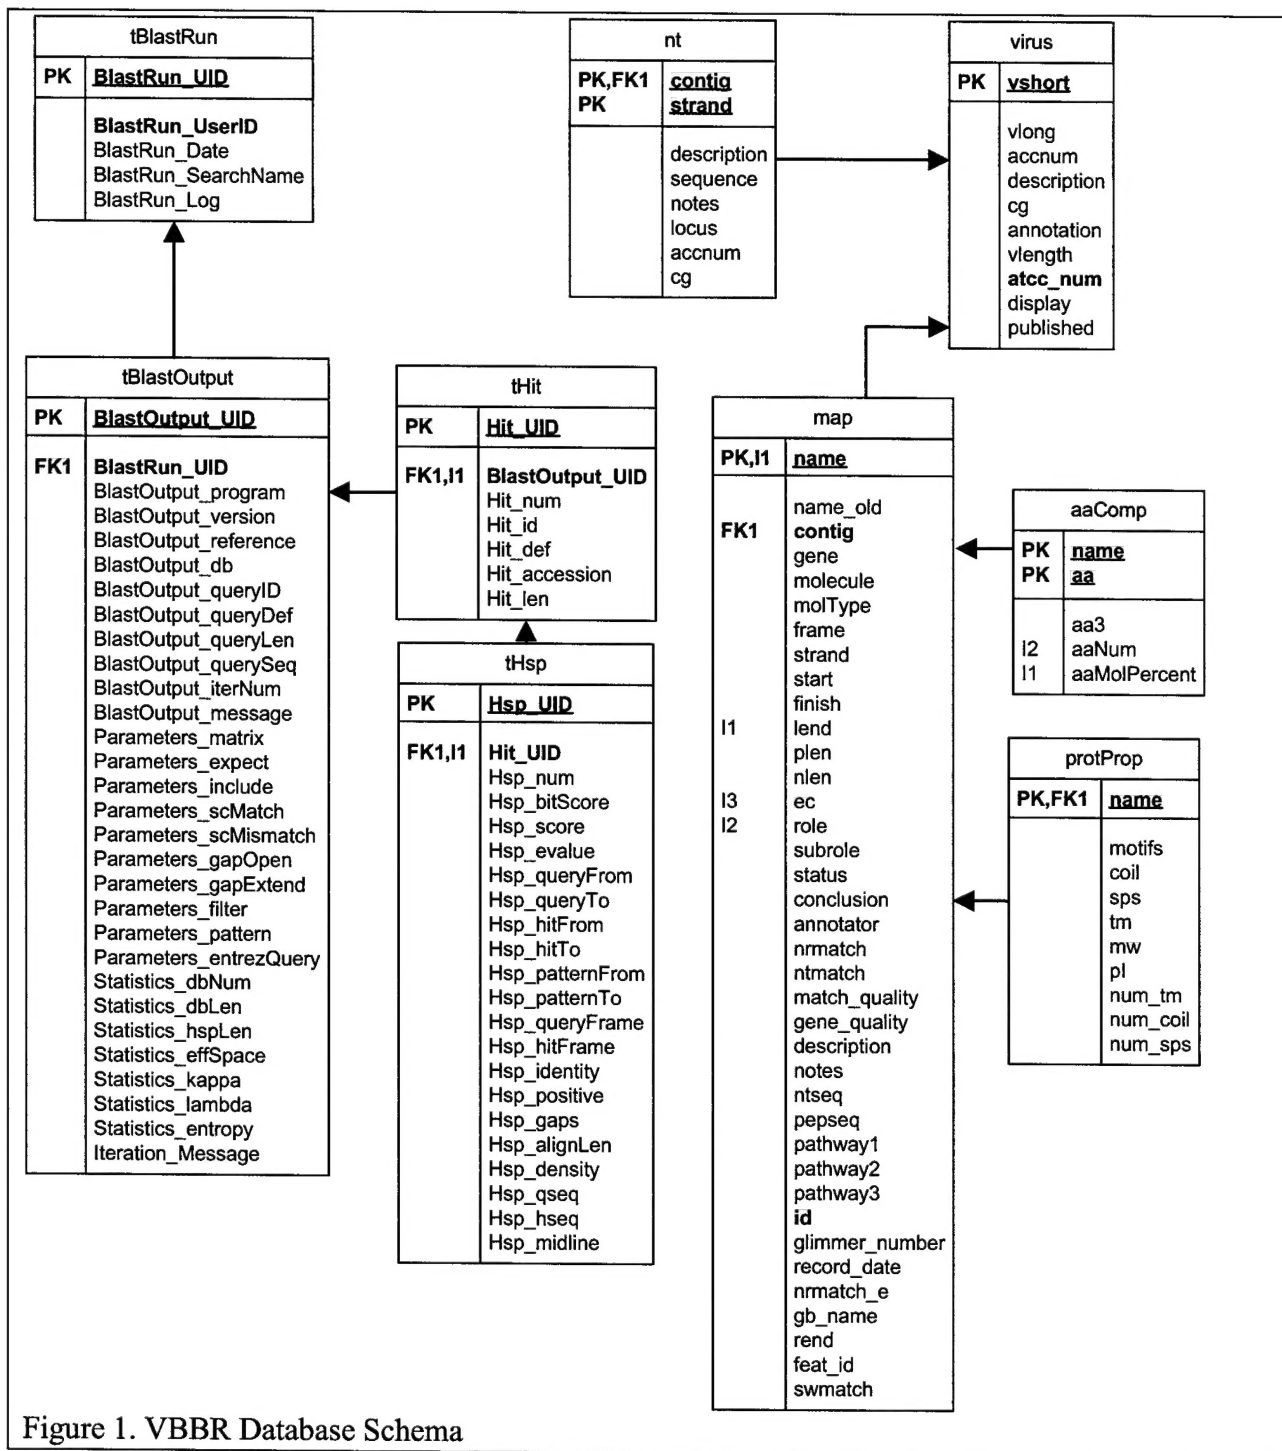 tBlastRun
PK BlastRun_UID
BlastRun_UserID
BlastRun_Date
BlastRun_SearchName
BlastRun_Log
nt
PK,FK1 contig
PK strand
description
sequence
notes
locus
accnum
cg
virus
PK vshort
vlong
accnum
description
cg
annotation
vlength
atcc_num
display
published
tBlastOutput
PK BlastOutput_UID
FK1 BlastRun_UID
BlastOutput_program
BlastOutput_version
BlastOutput_reference
BlastOutput_db
BlastOutput_queryID
BlastOutput_queryDef
BlastOutput_queryLen
BlastOutput_querySeq
BlastOutput_iterNum
BlastOutput_message
Parameters_matrix
Parameters_expect
Parameters_include
Parameters_scMatch
Parameters_scMismatch
Parameters_gapOpen
Parameters_gapExtend
Parameters_filter
Parameters_pattern
Parameters_entrezQuery
Statistics_dbNum
Statistics_dbLen
Statistics_hspLen
Statistics_effSpace
Statistics_kappa
Statistics_lambda
Statistics_entropy
Iteration_Message
tHit
PK Hit_UID
FK1,I1 BlastOutput_UID
Hit_num
Hit_id
Hit_def
Hit_accession
Hit_len
tHsp
PK Hsp_UID
FK1,I1 Hit_UID
Hsp_num
Hsp_bitScore
Hsp_score
Hsp_evalue
Hsp_queryFrom
Hsp_queryTo
Hsp_hitFrom
Hsp_hitTo
Hsp_patternFrom
Hsp_patternTo
Hsp_queryFrame
Hsp_hitFrame
Hsp_identity
Hsp_positive
Hsp_gaps
Hsp_alignLen
Hsp_density
Hsp_qseq
Hsp_hseq
Hsp_midline
map
PK,I1 name
name_old
FK1 contig
gene
molecule
molType
frame
strand
start
finish
I1 lend
plen
nlen
I3 ec
I2 role
subrole
status
conclusion
annotator
nrmatch
ntmatch
match_quality
gene_quality
description
notes
ntseq
pepseq
pathway1
pathway2
pathway3
id
glimmer_number
record_date
nrmatch_e
gb_name
rend
feat_id
swmatch
aaComp
PK name
PK aa
aa3
I2 aaNum
I1 aaMolPercent
protProp
PK,FK1 name
motifs
coil
sps
tm
mw
pI
num_tm
num_coil
num_sps
Figure 1. VBBR Database Schema